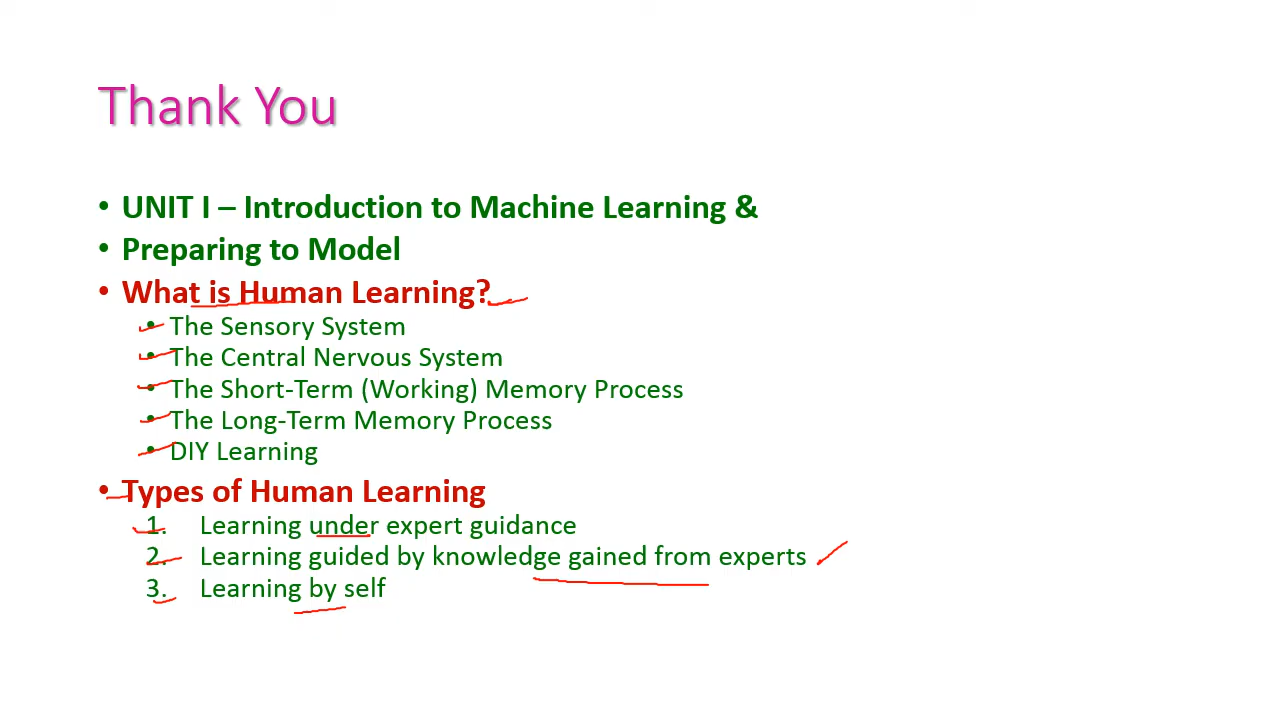 Thank You
• UNIT I – Introduction to Machine Learning &
• Preparing to Model
• What is Human Learning?
• The Sensory System
• The Central Nervous System
• The Short-Term (Working) Memory Process
• The Long-Term Memory Process
• DIY Learning
• Types of Human Learning
1. Learning under expert guidance
2. Learning guided by knowledge gained from experts
3. Learning by self